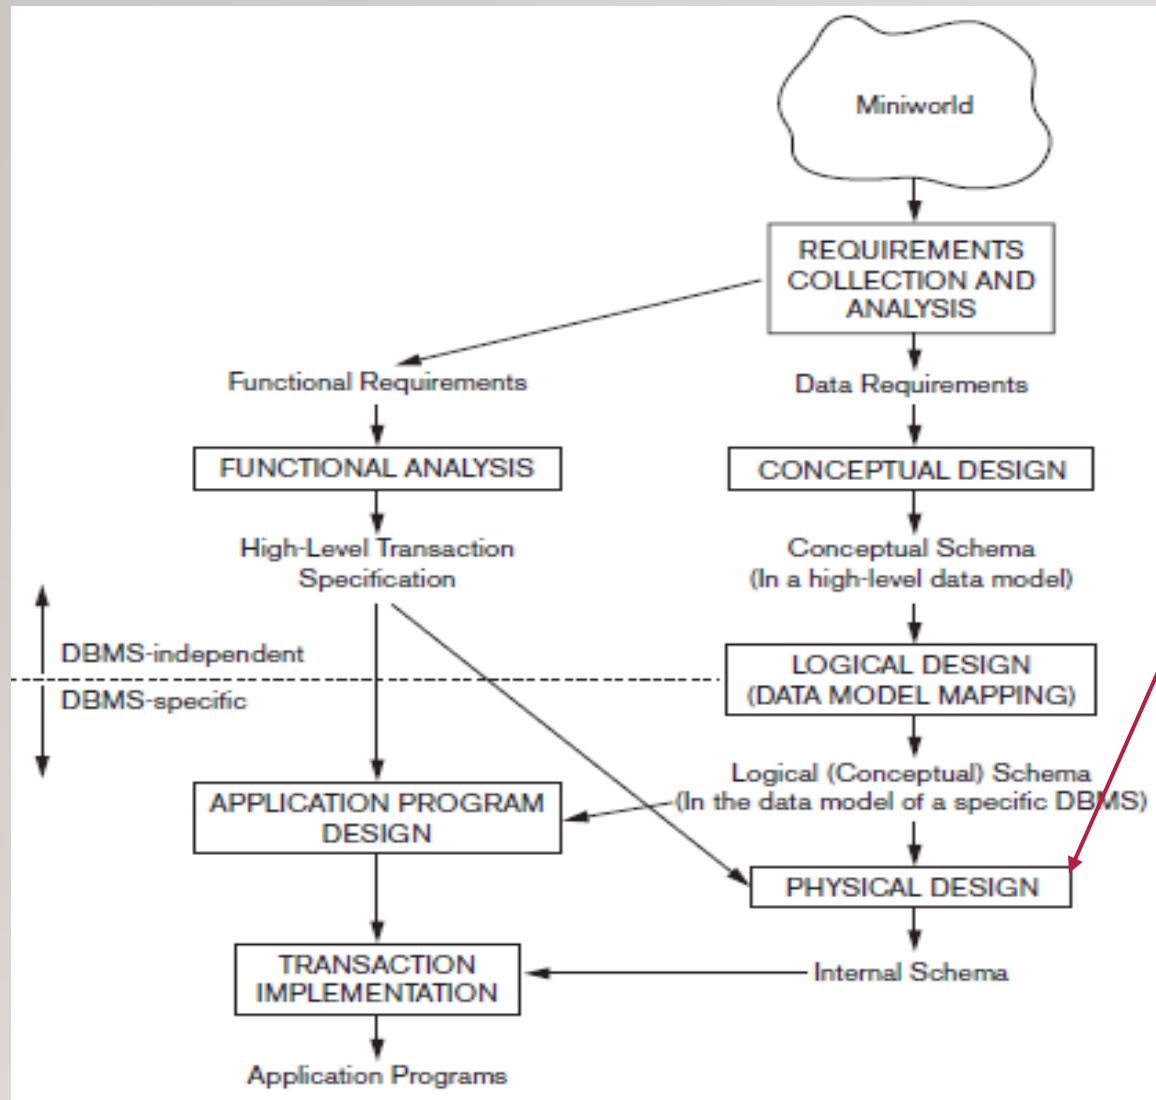 Miniworld
REQUIREMENTS
COLLECTION AND
ANALYSIS
Functional Requirements
Data Requirements
FUNCTIONAL ANALYSIS
CONCEPTUAL DESIGN
High-Level Transaction
Specification
Conceptual Schema
(In a high-level data model)
DBMS-independent
DBMS-specific
LOGICAL DESIGN
(DATA MODEL MAPPING)
Logical (Conceptual) Schema
(In the data model of a specific DBMS)
APPLICATION PROGRAM
DESIGN
PHYSICAL DESIGN
TRANSACTION
IMPLEMENTATION
Internal Schema
Application Programs